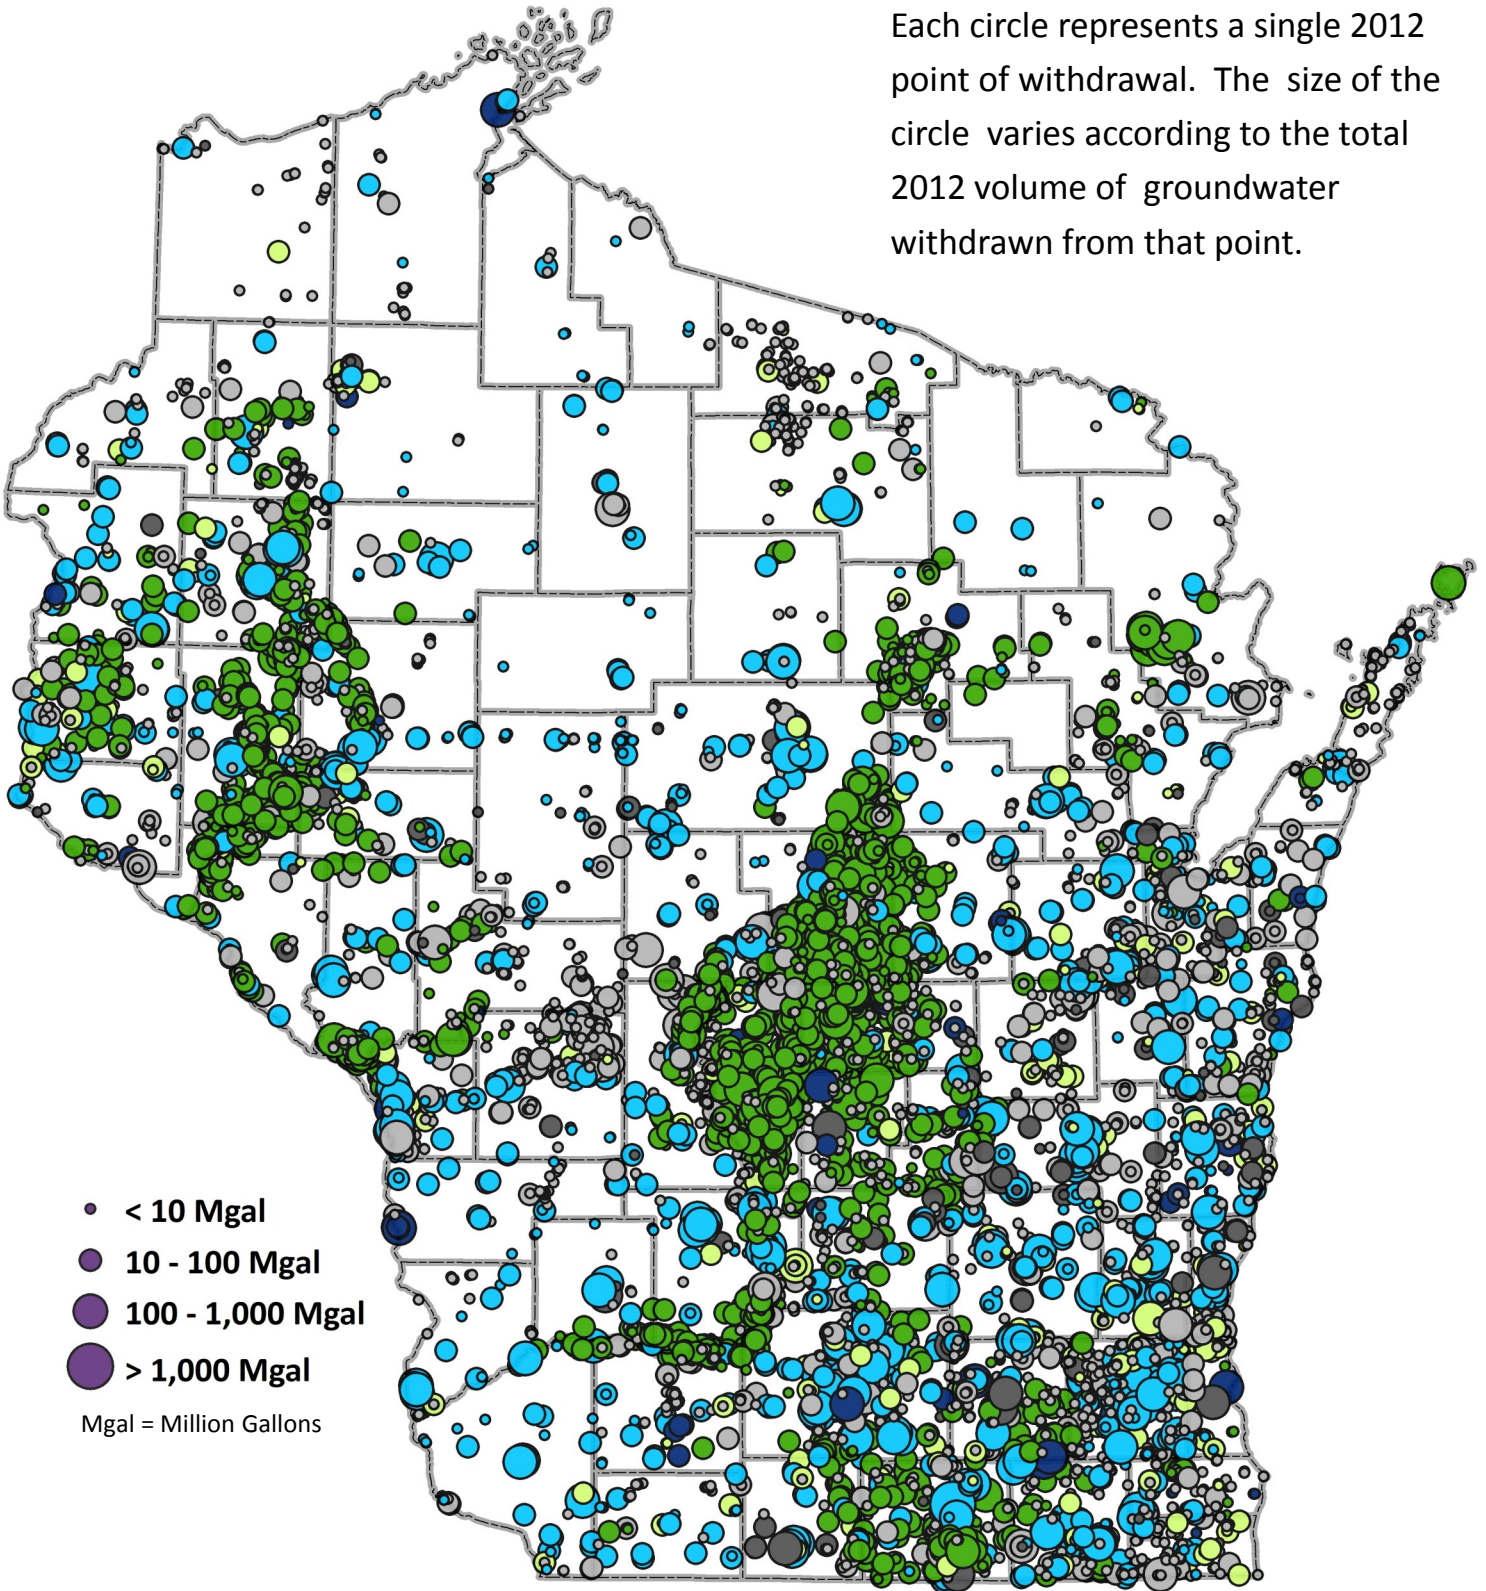 Each circle represents a single 2012
point of withdrawal. The size of the
circle varies according to the total
2012 volume of groundwater
withdrawn from that point.
< 10 Mgal
10 - 100 Mgal
100 - 1,000 Mgal
> 1,000 Mgal
Mgal = Million Gallons